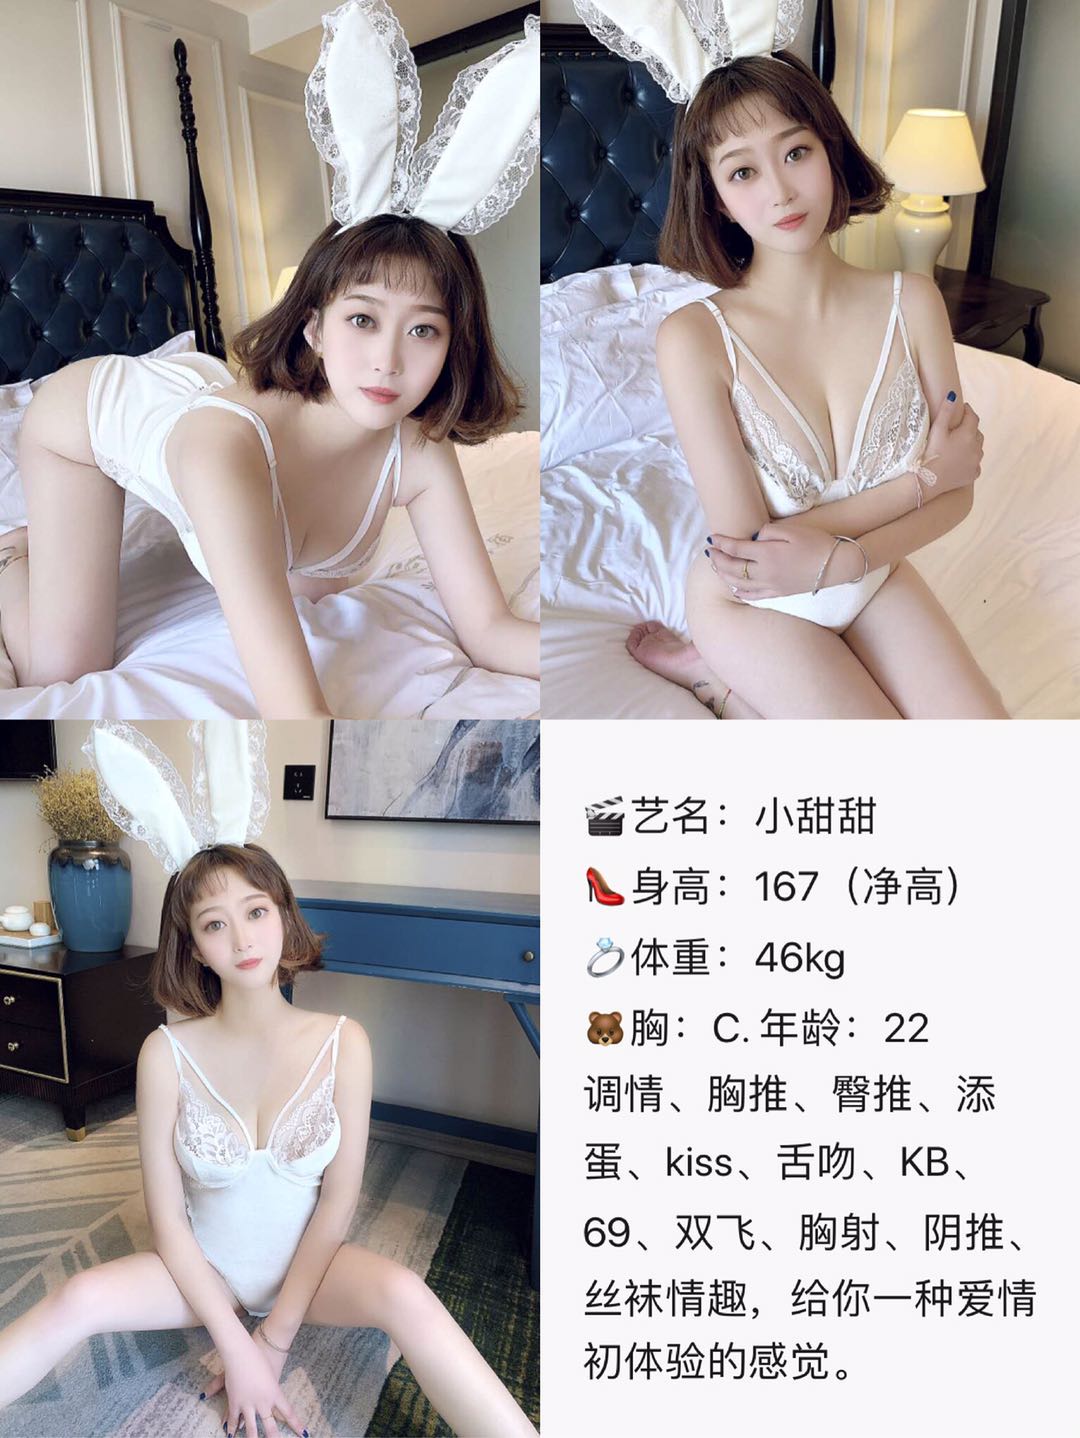 🎬艺名：小甜甜
👠身高：167（净高）
💍体重：46kg
🐻胸：C. 年龄：22
调情、胸推、臀推、添
蛋、kiss、舌吻、KB、
69、双飞、胸射、阴推、
丝袜情趣，给你一种爱情
初体验的感觉。